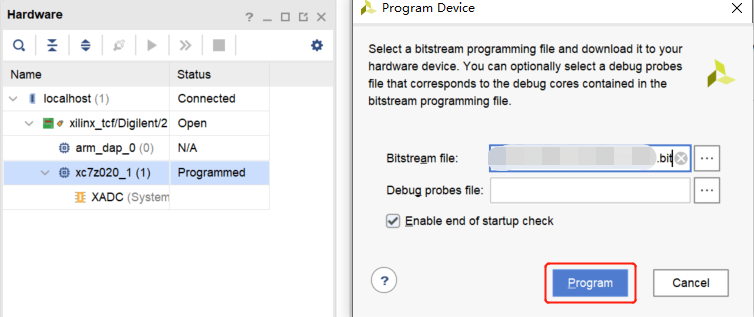 Hardware
? _ □ ×
Name Status
localhost (1) Connected
xilinx_tcf/Digilent/2 Open
arm_dap_0 (0) N/A
xc7z020_1 (1) Programmed
XADC (System
Program Device
Select a bitstream programming file and download it to your
hardware device. You can optionally select a debug probes
file that corresponds to the debug cores contained in the
bitstream programming file.
Bitstream file: .bit ...
Debug probes file: ...
Enable end of startup check
? Program Cancel